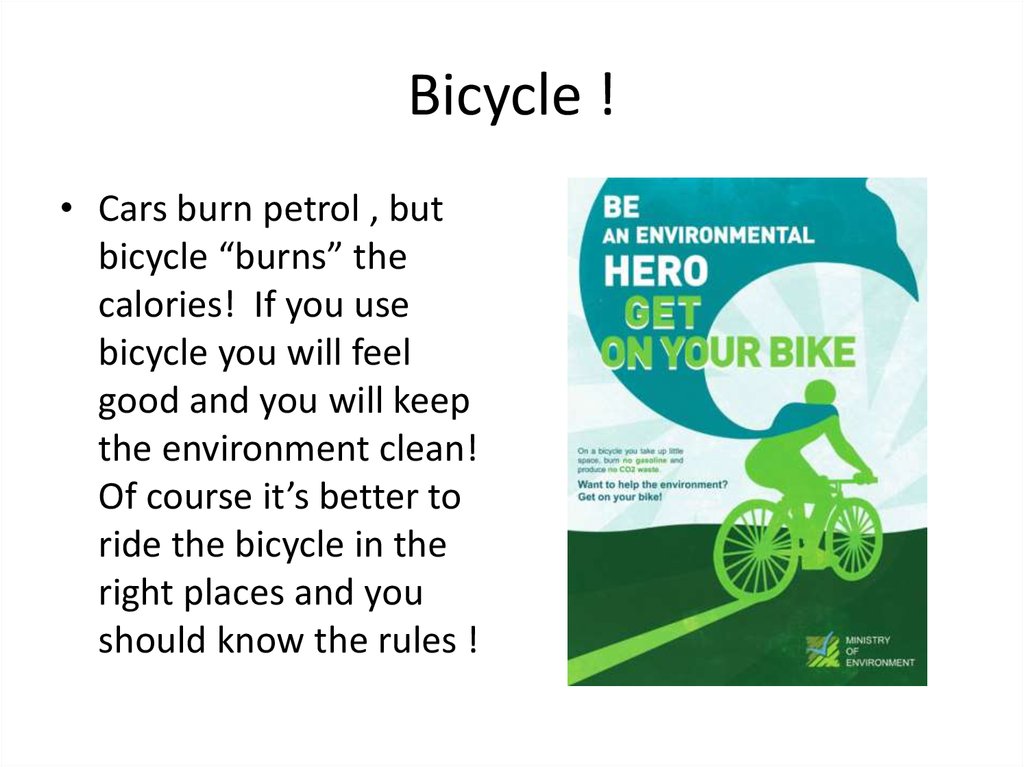 Bicycle !
• Cars burn petrol , but
bicycle “burns” the
calories!  If you use
bicycle you will feel
good and you will keep
the environment clean!
Of course it’s better to
ride the bicycle in the
right places and you
should know the rules !
BE
AN ENVIRONMENTAL
HERO
GET
ON YOUR BIKE
On a bicycle you take up little
space, burn no gasoline and
produce no CO2 waste.
Want to help the environment?
Get on your bike!
MINISTRY
OF
ENVIRONMENT